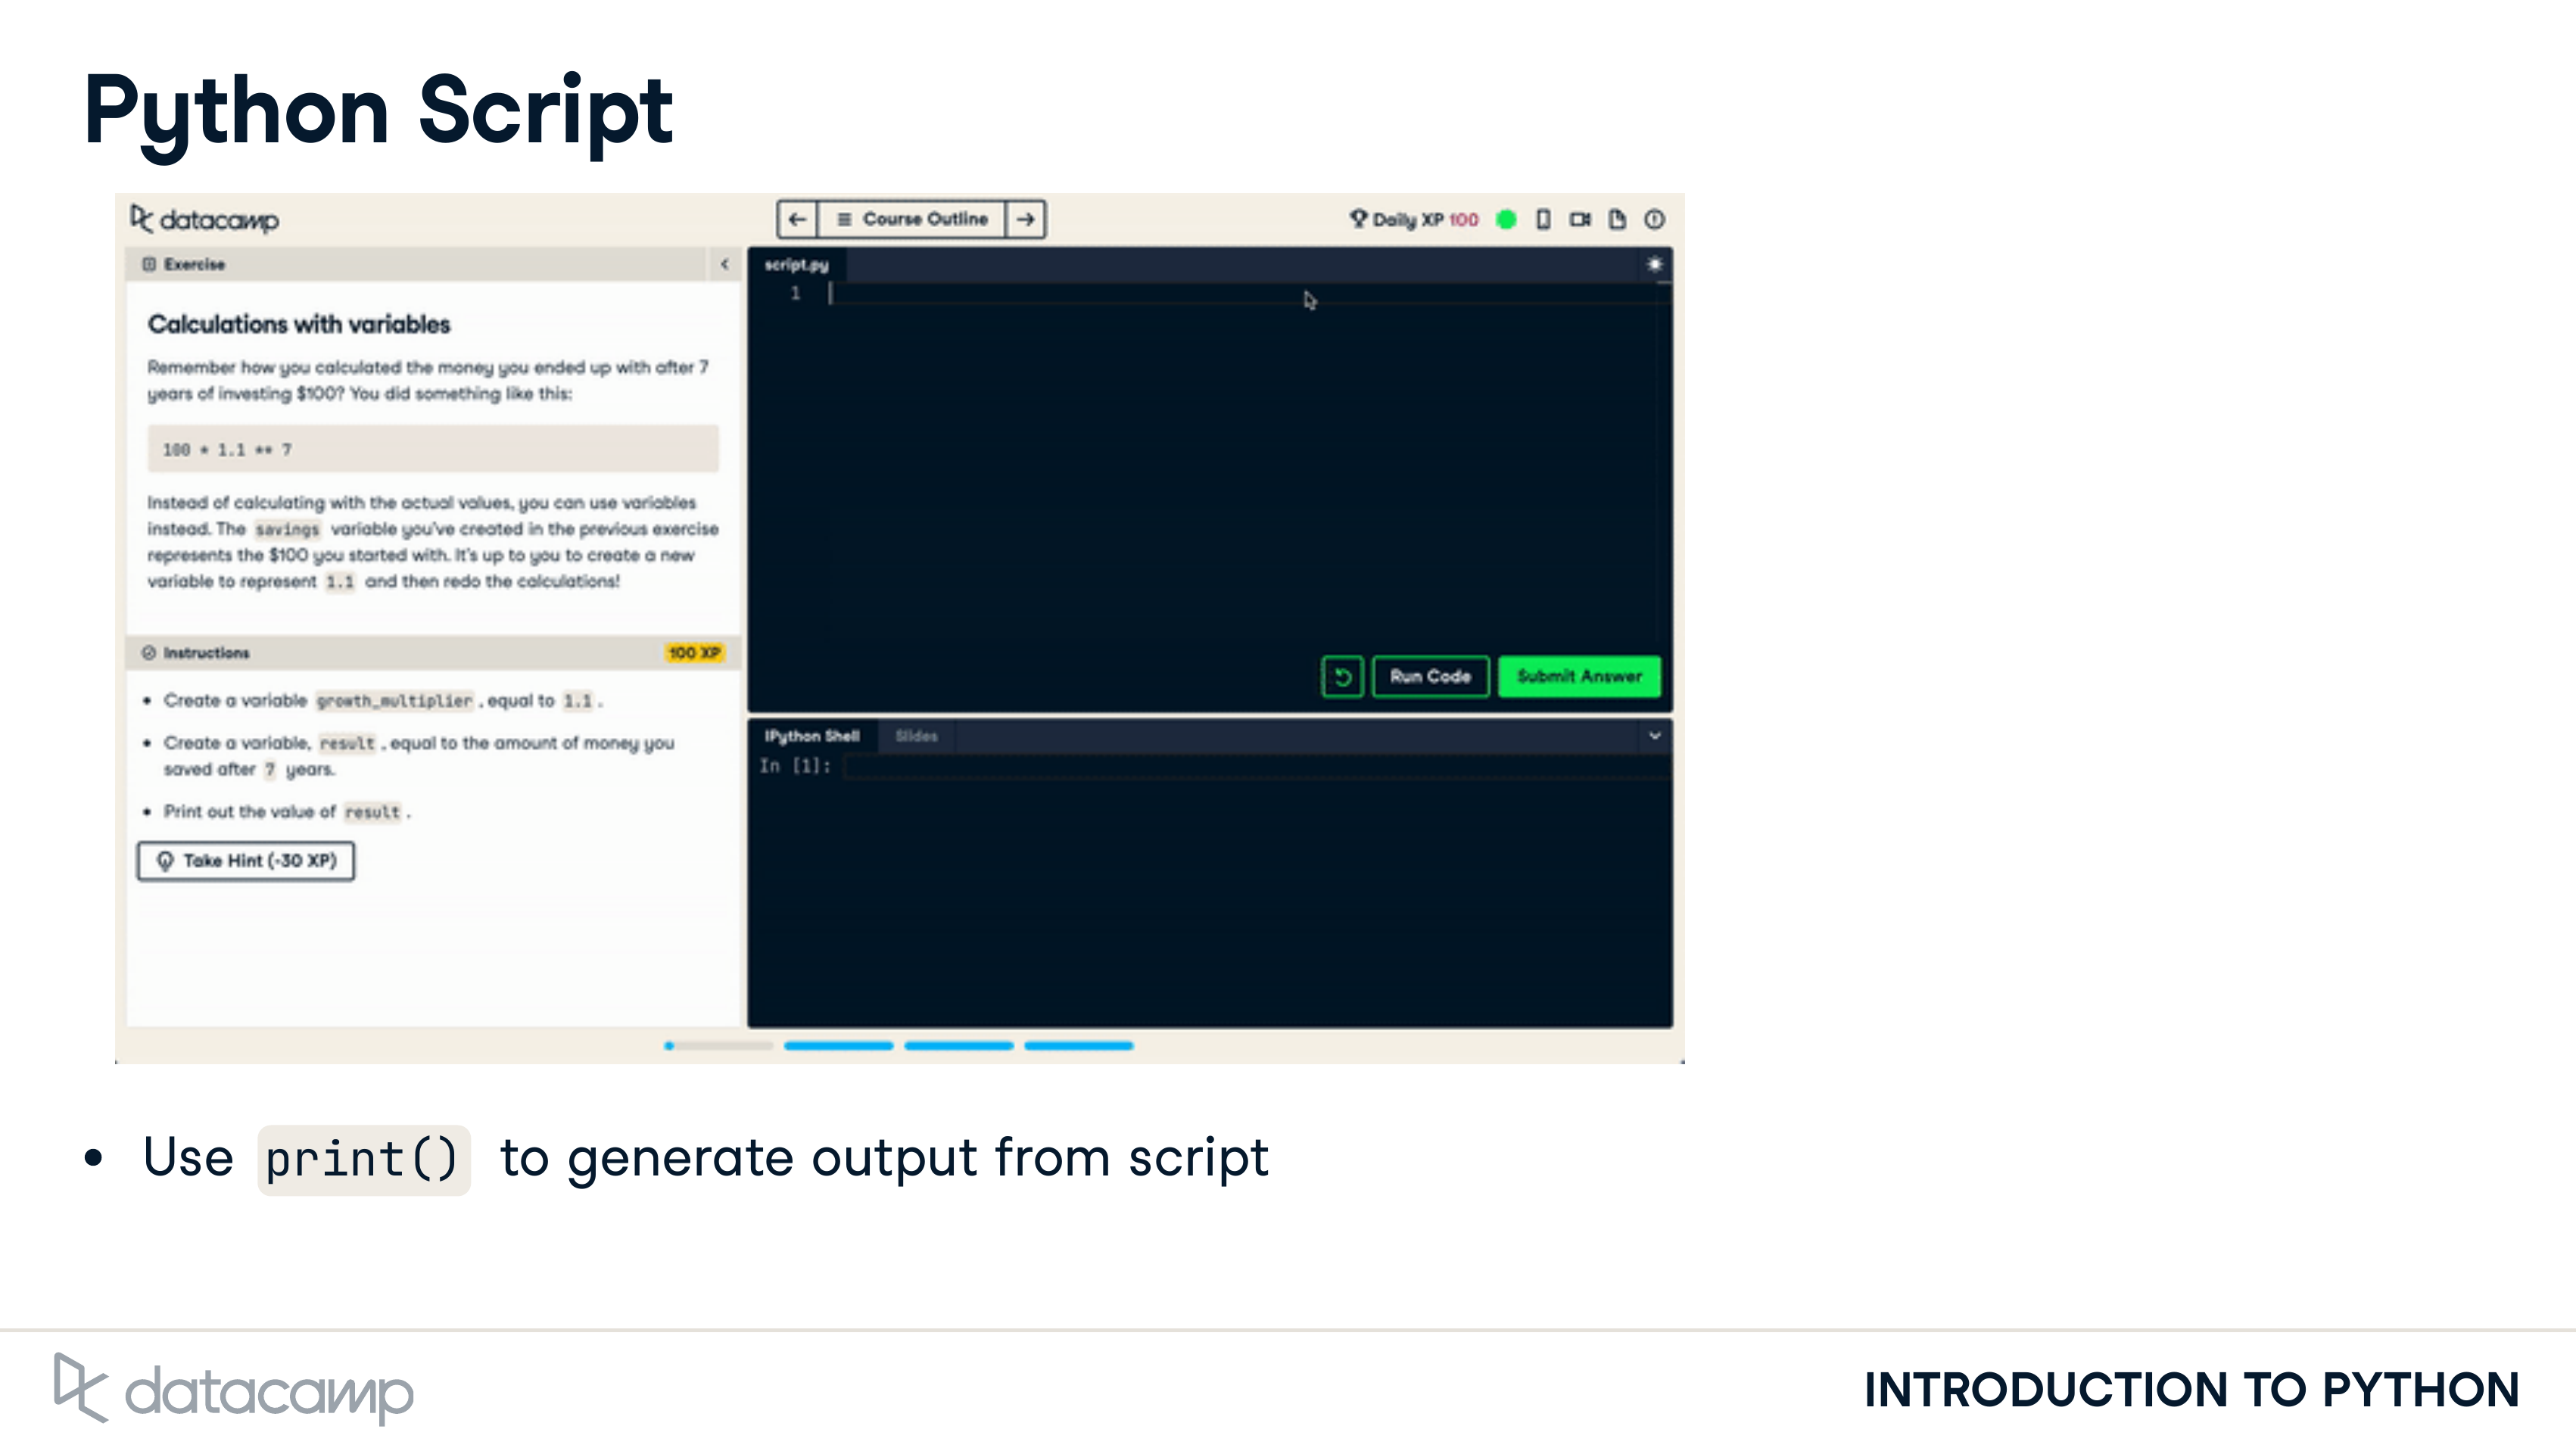 Python Script
datacamp
Course Outline
Daily XP 100
Exercise
Calculations with variables
Remember how you calculated the money you ended up with after 7
years of investing $100? You did something like this:
100 * 1.1 ** 7
Instead of calculating with the actual values, you can use variables
instead. The savings variable you've created in the previous exercise
represents the $100 you started with. It's up to you to create a new
variable to represent 1.1 and then redo the calculations!
Instructions
100 XP
• Create a variable growth_multiplier, equal to 1.1.
• Create a variable, result, equal to the amount of money you
saved after 7 years.
• Print out the value of result.
Take Hint (-30 XP)
script.py
1
Run Code
Submit Answer
IPython Shell
Slides
In [1]:
• Use print() to generate output from script
datacamp
INTRODUCTION TO PYTHON